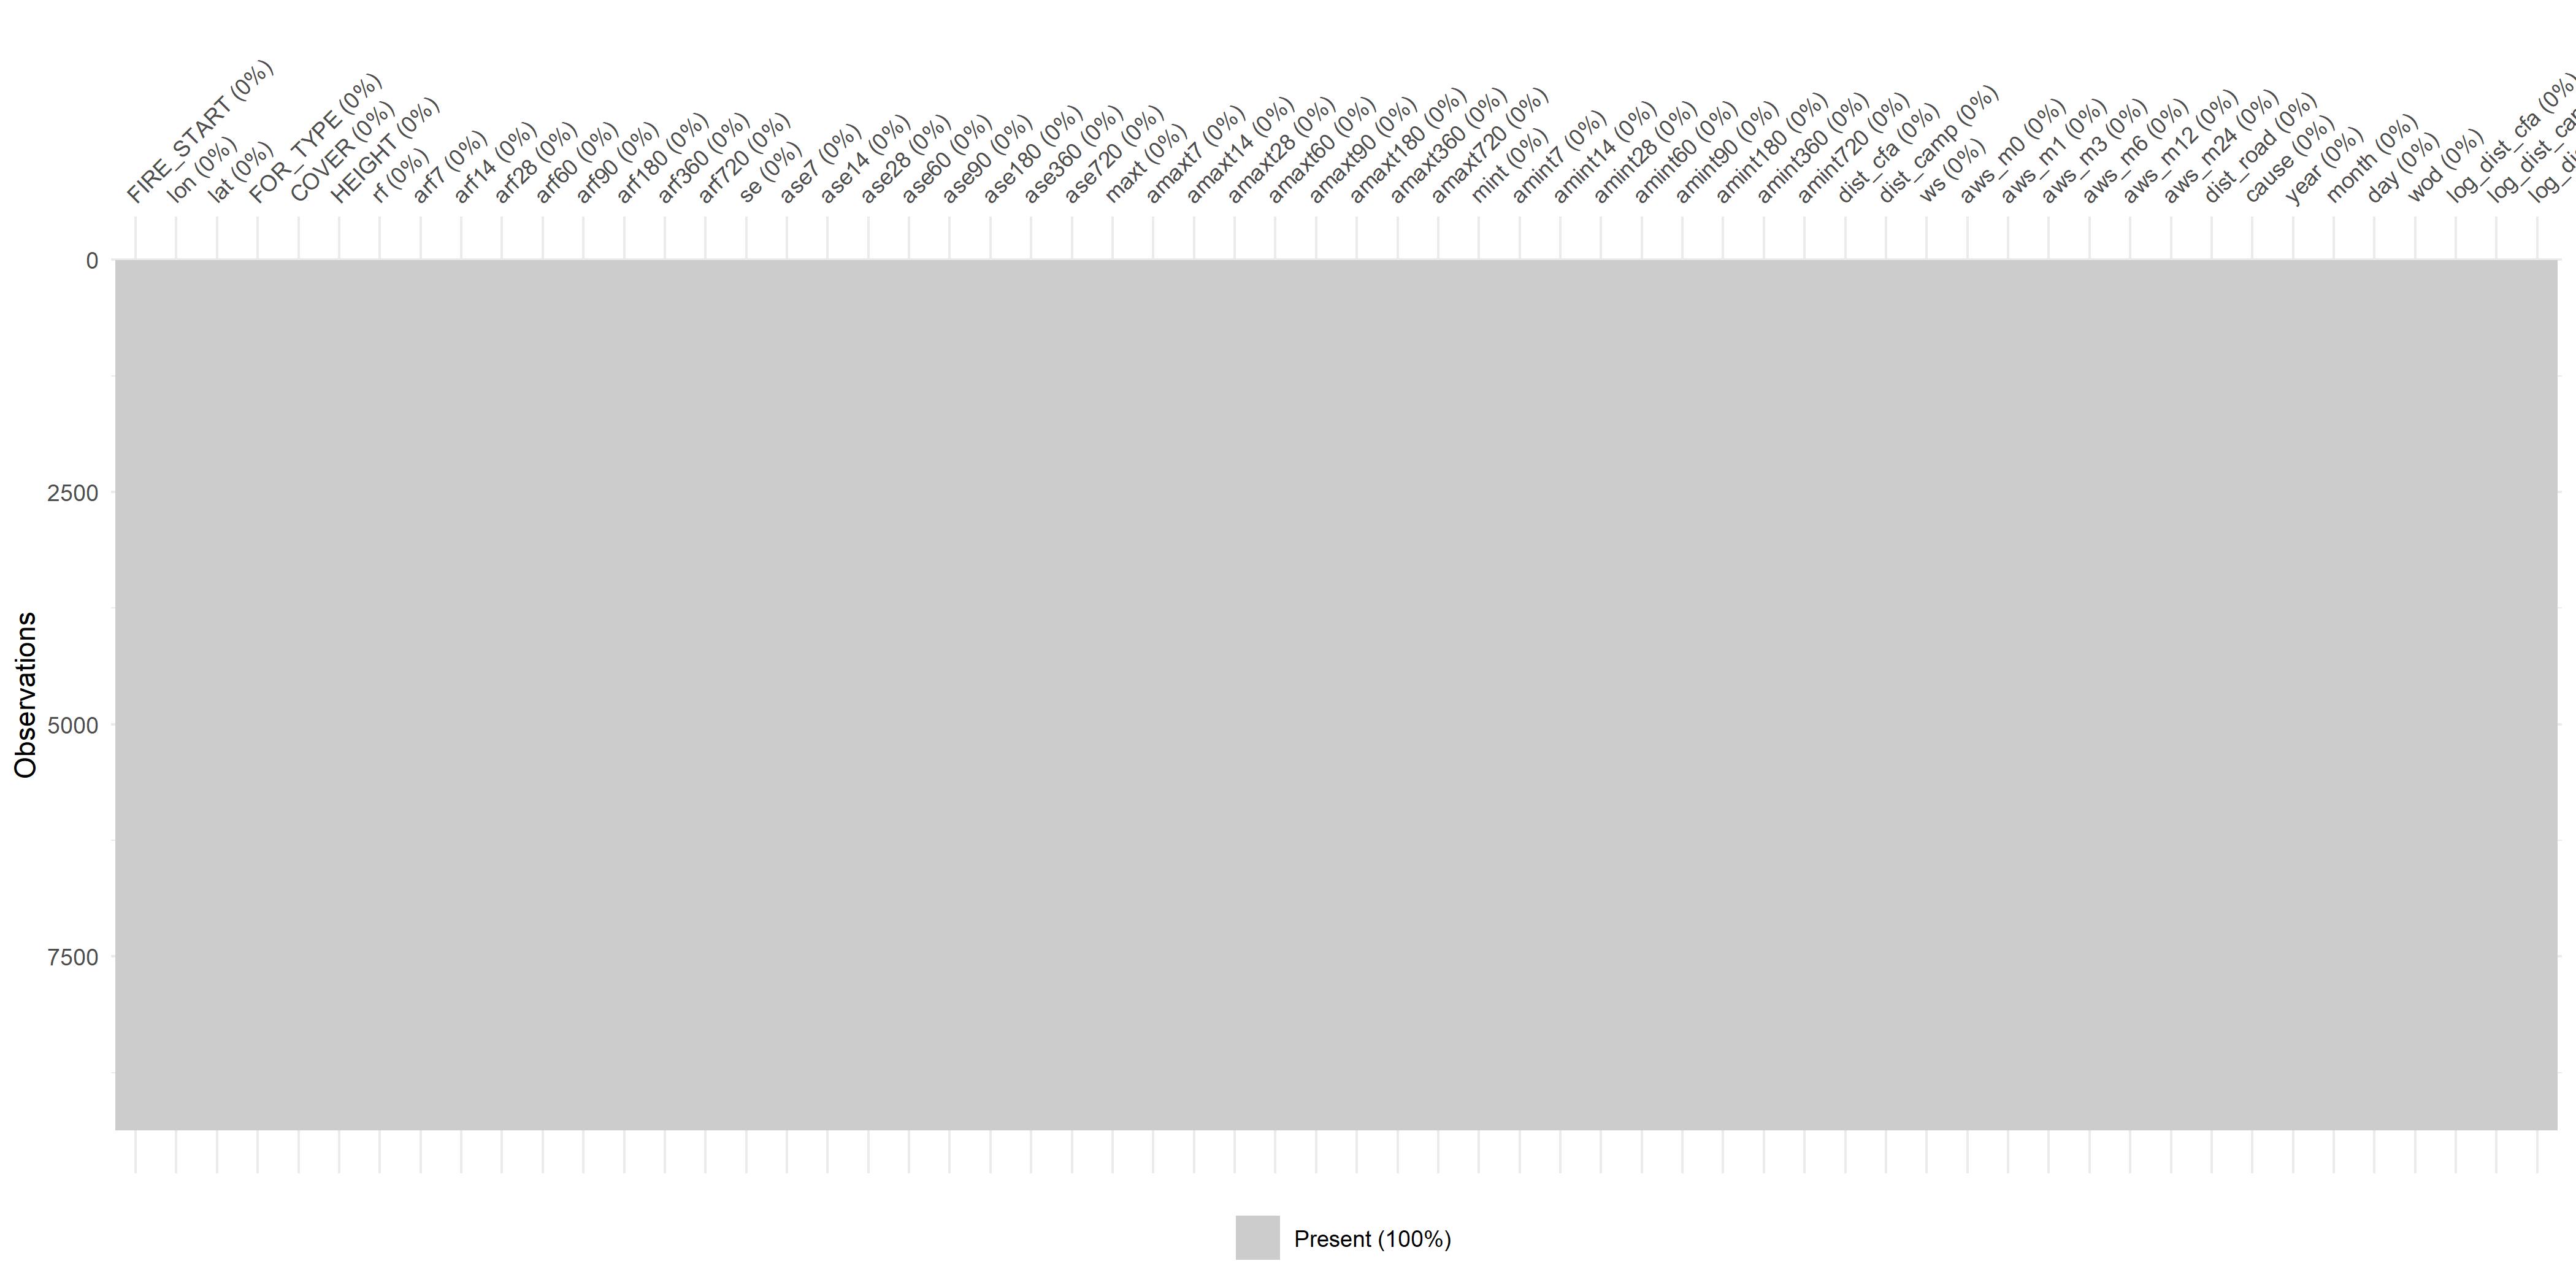 FIRE_START (0%)
lon (0%)
lat (0%)
FOR_TYPE (0%)
COVER (0%)
HEIGHT (0%)
rf (0%)
arf7 (0%)
arf14 (0%)
arf28 (0%)
arf60 (0%)
arf90 (0%)
arf180 (0%)
arf360 (0%)
arf720 (0%)
se (0%)
ase7 (0%)
ase14 (0%)
ase28 (0%)
ase60 (0%)
ase90 (0%)
ase180 (0%)
ase360 (0%)
ase720 (0%)
maxt (0%)
amaxt7 (0%)
amaxt14 (0%)
amaxt28 (0%)
amaxt60 (0%)
amaxt90 (0%)
amaxt180 (0%)
amaxt360 (0%)
amaxt720 (0%)
mint (0%)
amint7 (0%)
amint14 (0%)
amint28 (0%)
amint60 (0%)
amint90 (0%)
amint180 (0%)
amint360 (0%)
amint720 (0%)
dist_cfa (0%)
dist_camp (0%)
ws (0%)
aws_m0 (0%)
aws_m1 (0%)
aws_m3 (0%)
aws_m6 (0%)
aws_m12 (0%)
aws_m24 (0%)
dist_road (0%)
cause (0%)
year (0%)
month (0%)
day (0%)
wod (0%)
log_dist_cfa (0%)
log_dist_cam
log_dis
0
2500
5000
7500
Observations
Present (100%)